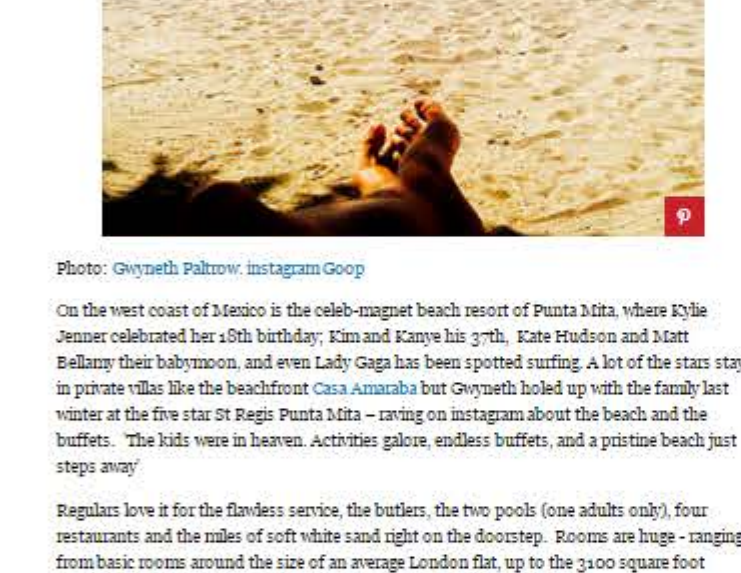 Photo: Gwyneth Paltrow. instagram Goop
On the west coast of Mexico is the celeb-magnet beach resort of Punta Mita, where Kylie
Jenner celebrated her 18th birthday; Kim and Kanye his 37th, Kate Hudson and Matt
Bellamy their babymoon, and even Lady Gaga has been spotted surfing. A lot of the stars stay
in private villas like the beachfront Casa Amaraba but Gwyneth holed up with the family last
winter at the five star St Regis Punta Mita – raving on instagram about the beach and the
buffets. 'The kids were in heaven. Activities galore, endless buffets, and a pristine beach just
steps away'
Regulars love it for the flawless service, the butlers, the two pools (one adults only), four
restaurants and the miles of soft white sand right on the doorstep. Rooms are huge - ranging
from basic rooms around the size of an average London flat, up to the 3100 square foot